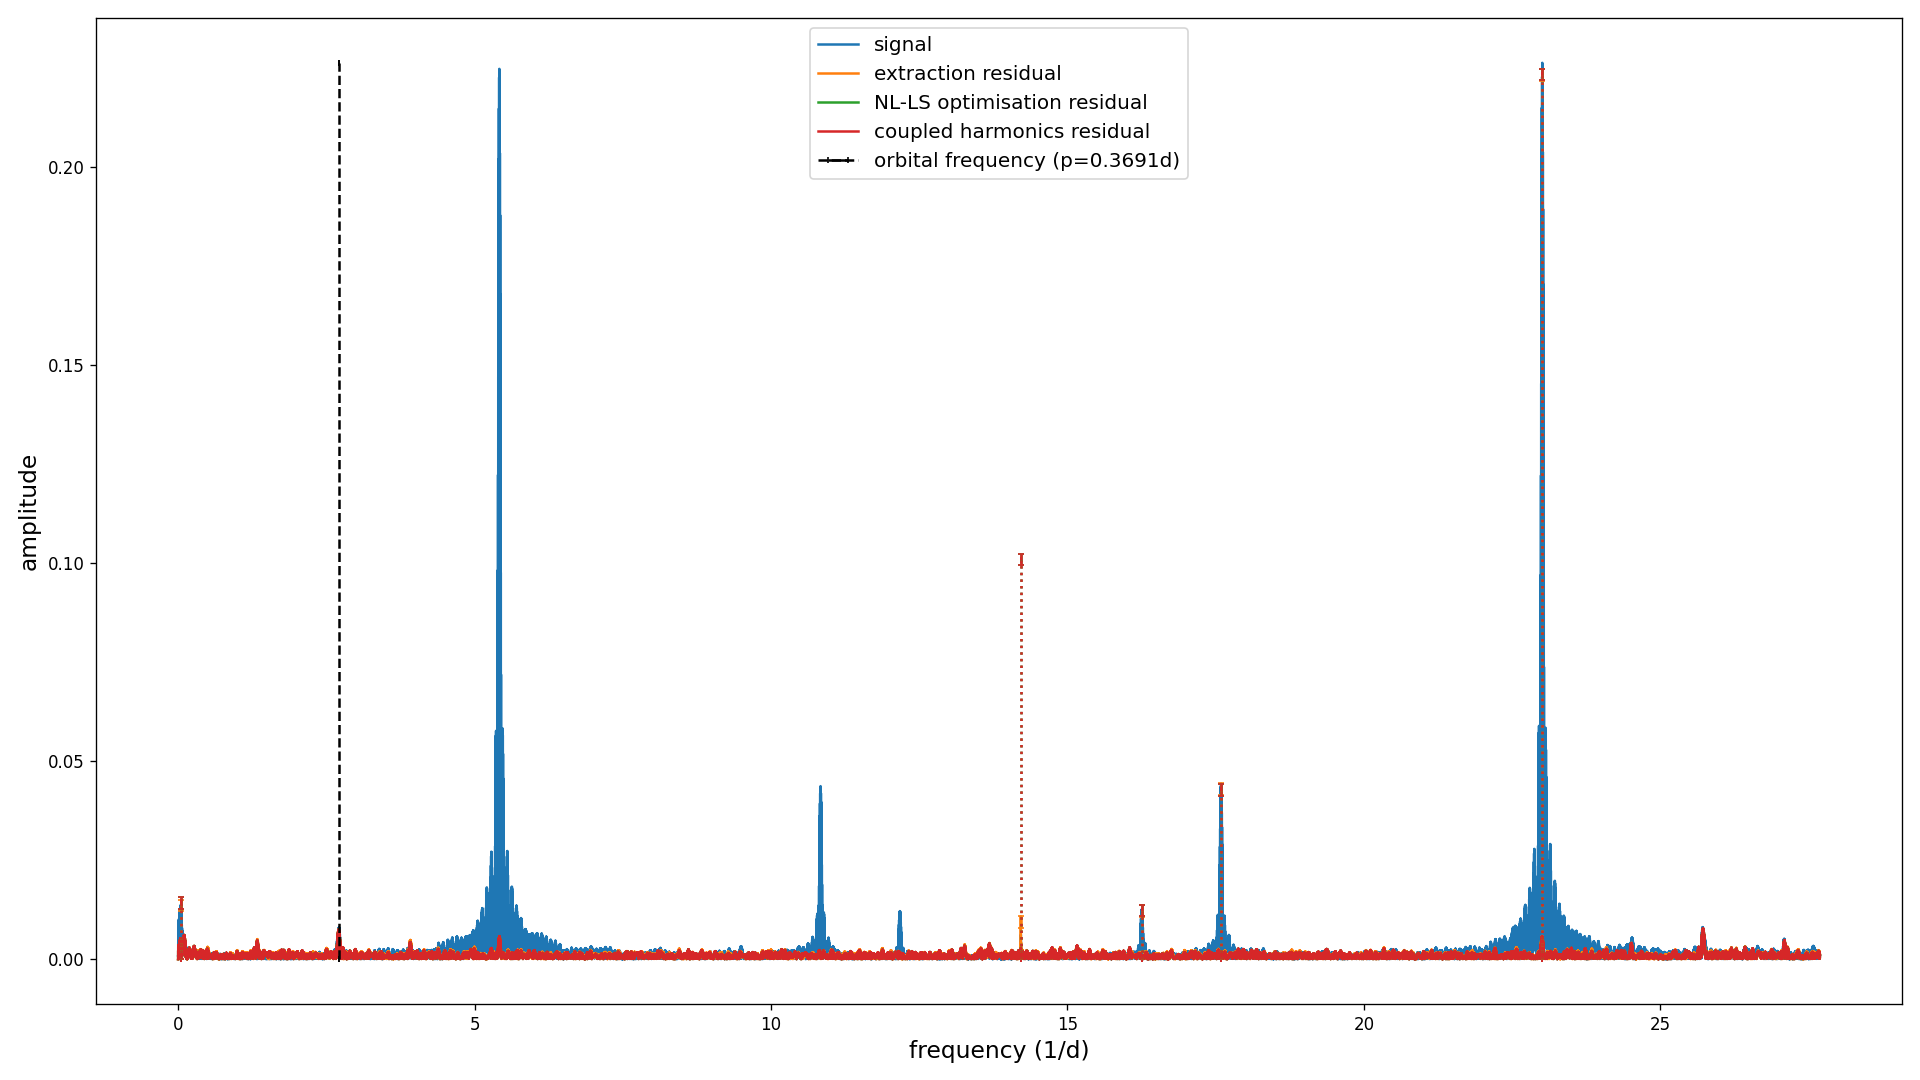 signal
extraction residual
NL-LS optimisation residual
coupled harmonics residual
orbital frequency (p=0.3691d)
amplitude
0.20
0.15
0.10
0.05
0.00
0 5 10 15 20 25
frequency (1/d)